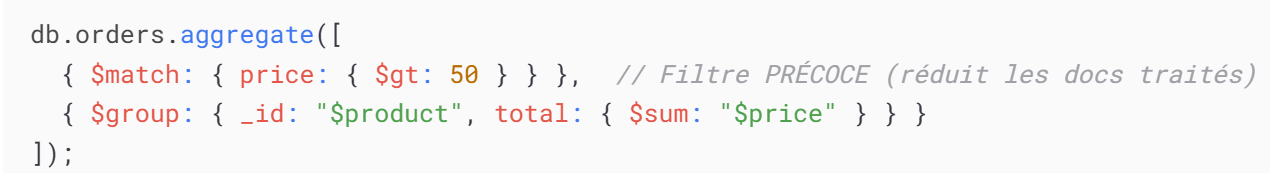 db.orders.aggregate([
  { $match: { price: { $gt: 50 } } },  // Filtre PRÉCOCE (réduit les docs traités)
  { $group: { _id: "$product", total: { $sum: "$price" } } }
]);